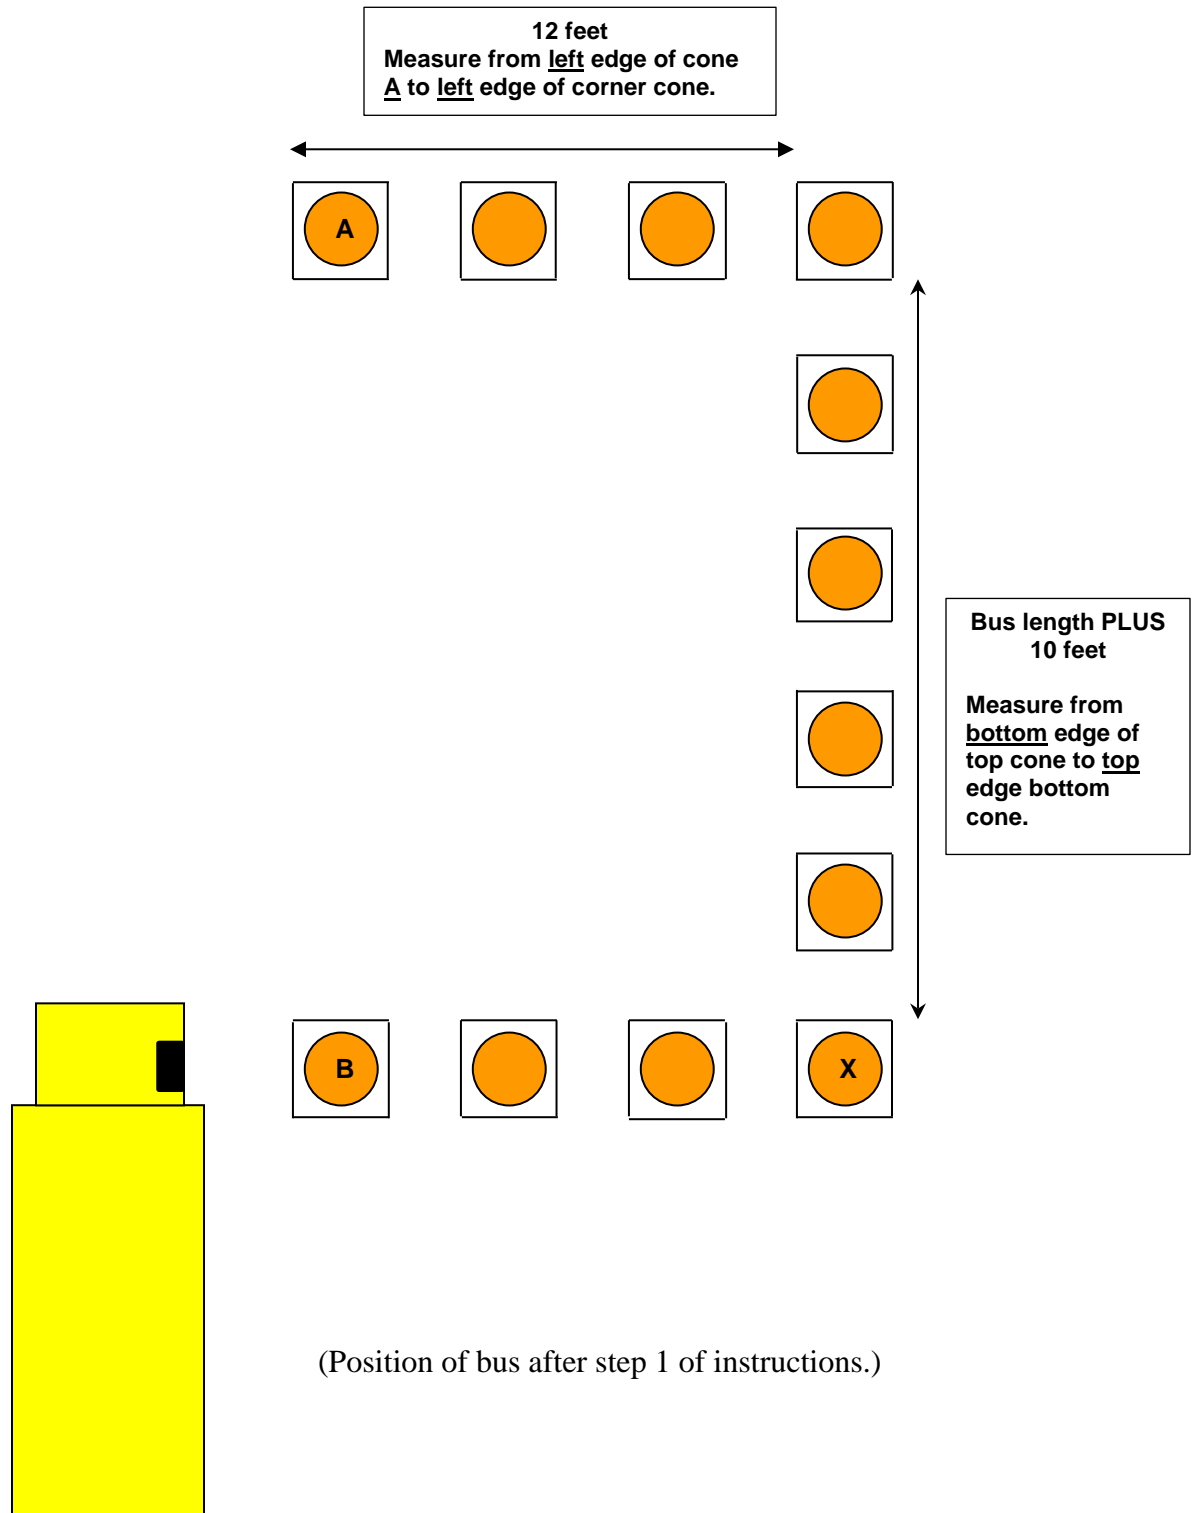 12 feet
Measure from left edge of cone
A to left edge of corner cone.
A
Bus length PLUS
10 feet
Measure from
bottom edge of
top cone to top
edge bottom
cone.
B
X
(Position of bus after step 1 of instructions.)